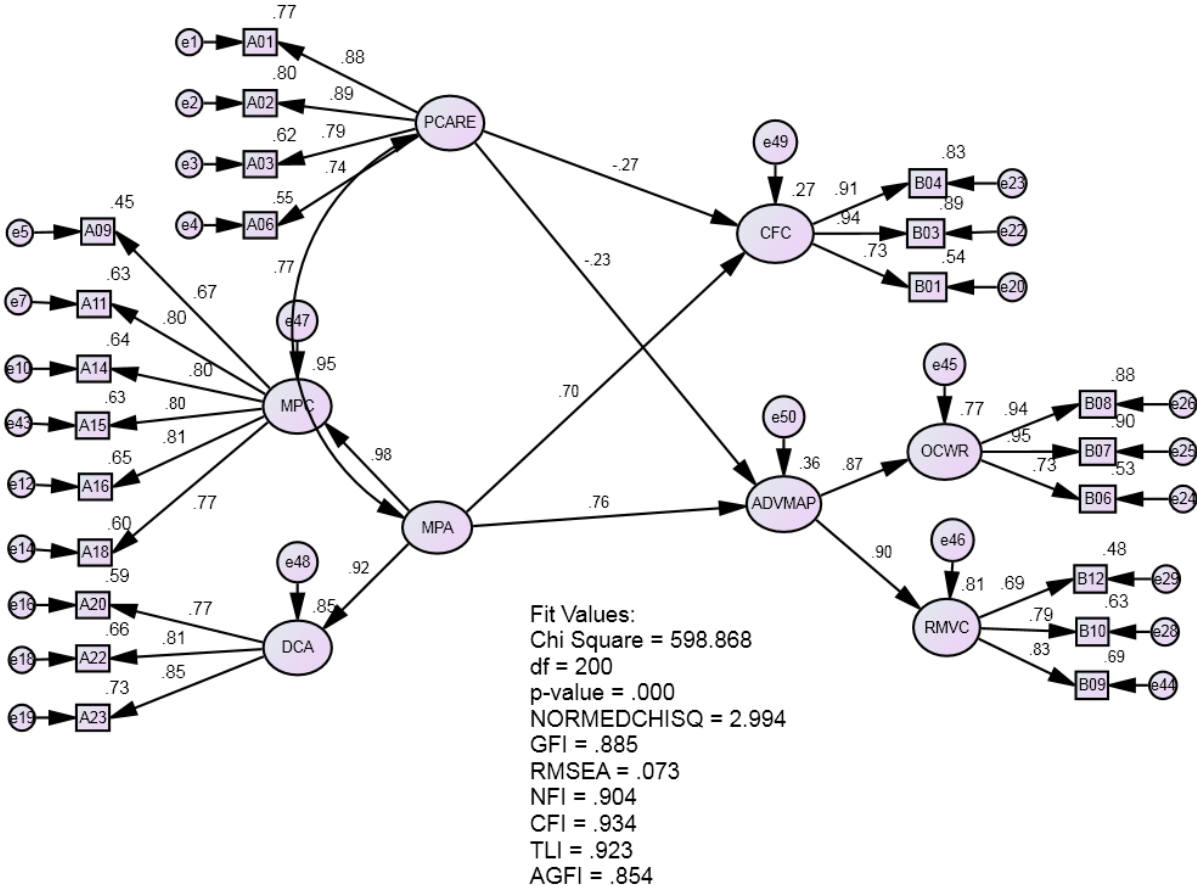 .77
e1 A01
.88
.80
e2 A02
.89
PCARE
.62
.79
e3 A03
.74
.55
e4 A06
-.27
e49
.83
.27 .91 B04 e23
.89
CFC .94 B03 e22
.73 .54
B01 e20
.45
e5 A09
.77
-.23
.63 .67
e7 A11
.80
e47
.64
.95
e10 A14 .80
.63
e43 A15 .80
MPC
.81
.65
e12 A16
.77
.98
.60
e14 A18
.70
e45
.88
.77 .94 B08 e26
.90
OCWR .95 B07 e25
.73 .53
B06 e24
e50
.36 .87
ADVMAP
.76
MPA
.90
.92
e48
.59
e16 A20
.77
.85
.66
e18 A22 .81
DCA
.85
.73
e19 A23
e46
.48
.81 .69 B12 e29
.63
RMVC .79 B10 e28
.83 .69
B09 e44
Fit Values:
Chi Square = 598.868
df = 200
p-value = .000
NORMEDCHISQ = 2.994
GFI = .885
RMSEA = .073
NFI = .904
CFI = .934
TLI = .923
AGFI = .854